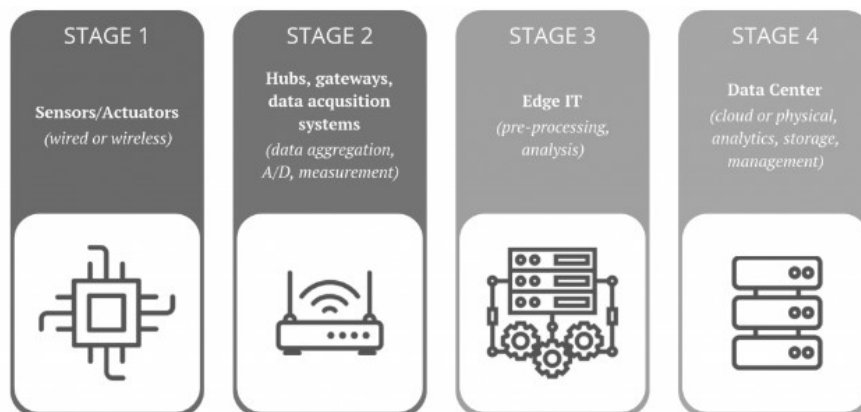 STAGE 1
Sensors/Actuators
(wired or wireless)
STAGE 2
Hubs, gateways,
data acqusition
systems
(data aggregation,
A/D, measurement)
STAGE 3
Edge IT
(pre-processing,
analysis)
STAGE 4
Data Center
(cloud or physical,
analytics, storage,
management)